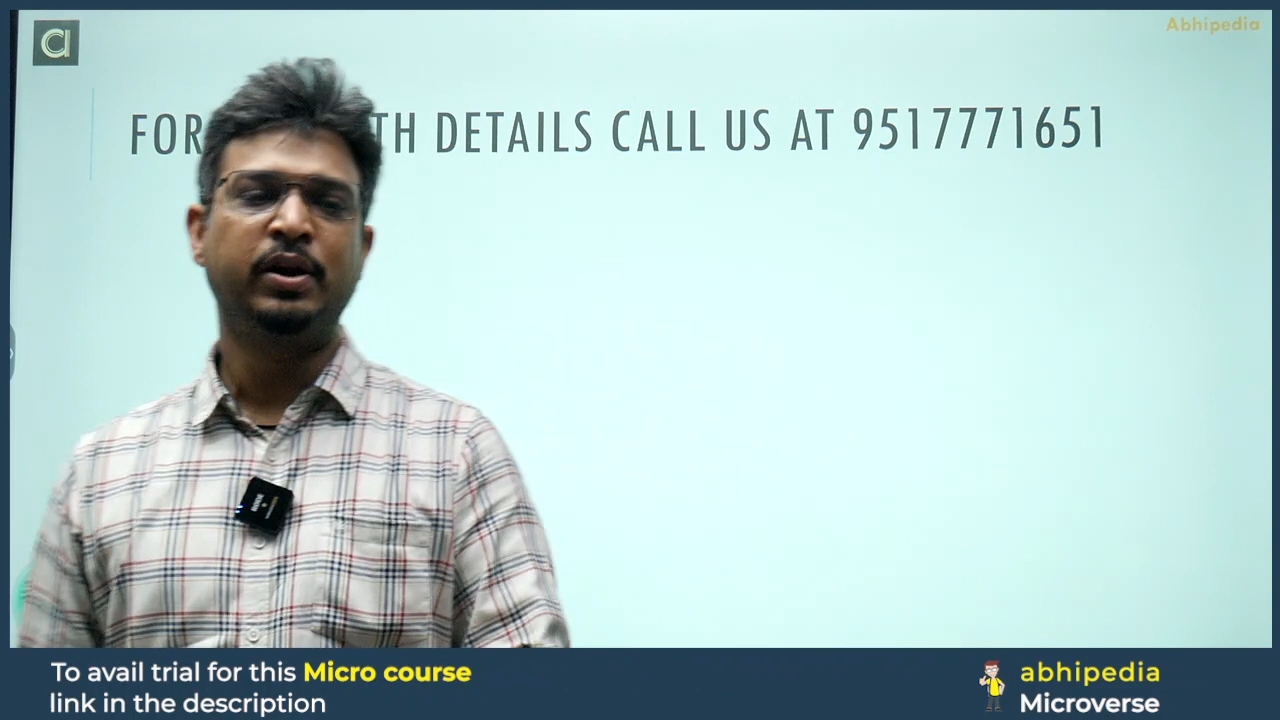 Abhipedia
FOR TH DETAILS CALL US AT 9517771651
To avail trial for this Micro course
link in the description
abhipedia
Microverse